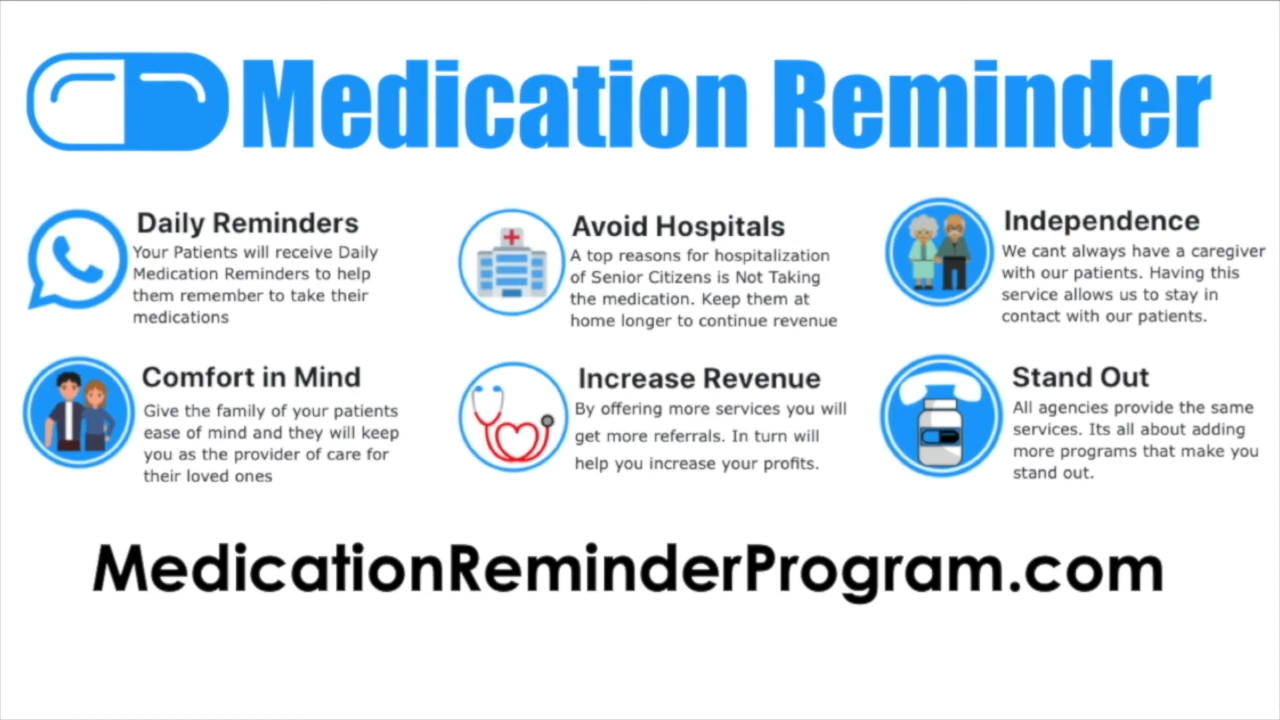 Medication Reminder
Daily Reminders
Your Patients will receive Daily
Medication Reminders to help
them remember to take their
medications
Avoid Hospitals
A top reasons for hospitalization
of Senior Citizens is Not Taking
the medication. Keep them at
home longer to continue revenue
Independence
We cant always have a caregiver
with our patients. Having this
service allows us to stay in
contact with our patients.
Comfort in Mind
Give the family of your patients
ease of mind and they will keep
you as the provider of care for
their loved ones
Increase Revenue
By offering more services you will
get more referrals. In turn will
help you increase your profits.
Stand Out
All agencies provide the same
services. Its all about adding
more programs that make you
stand out.
MedicationReminderProgram.com